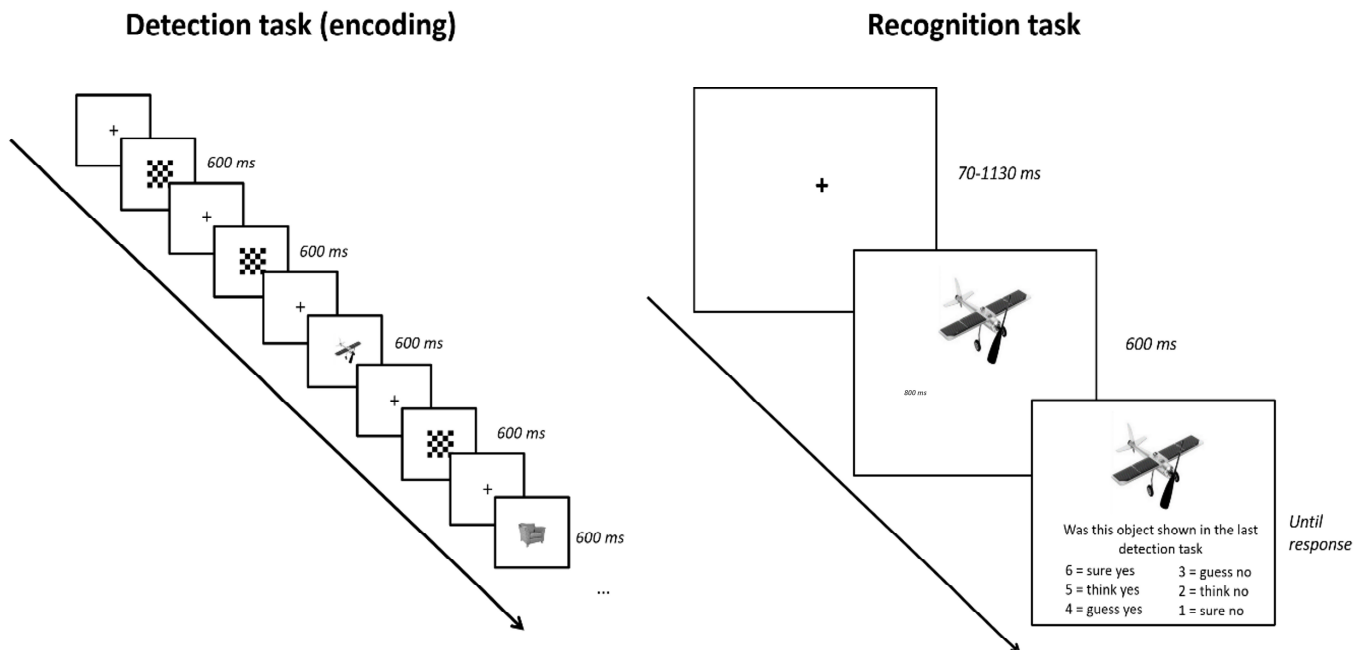 Detection task (encoding)
600 ms
600 ms
600 ms
600 ms
600 ms
...
Recognition task
70-1130 ms
600 ms
800 ms
Was this object shown in the last
detection task
6 = sure yes 3 = guess no
5 = think yes 2 = think no
4 = guess yes 1 = sure no
Until
response